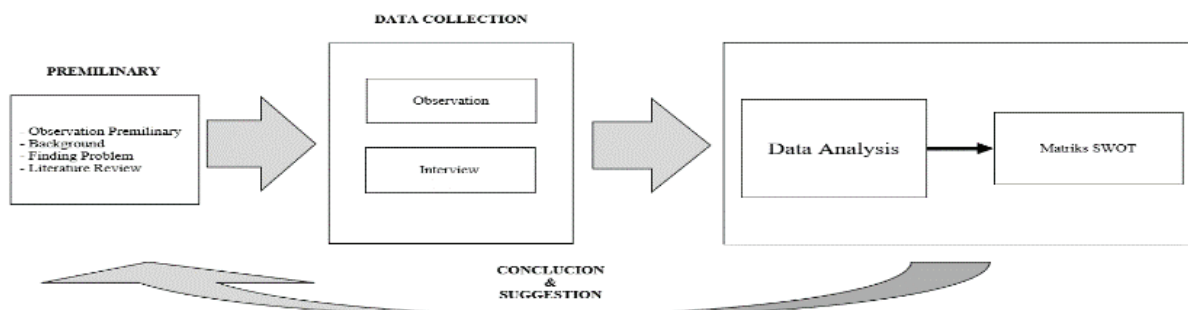 DATA COLLECTION
PREMILINARY
- Observation Premilinary
- Background
- Finding Problem
- Literature Review
Observation
Interview
Data Analysis
Matriks SWOT
CONCLUCION
&
SUGGESTION